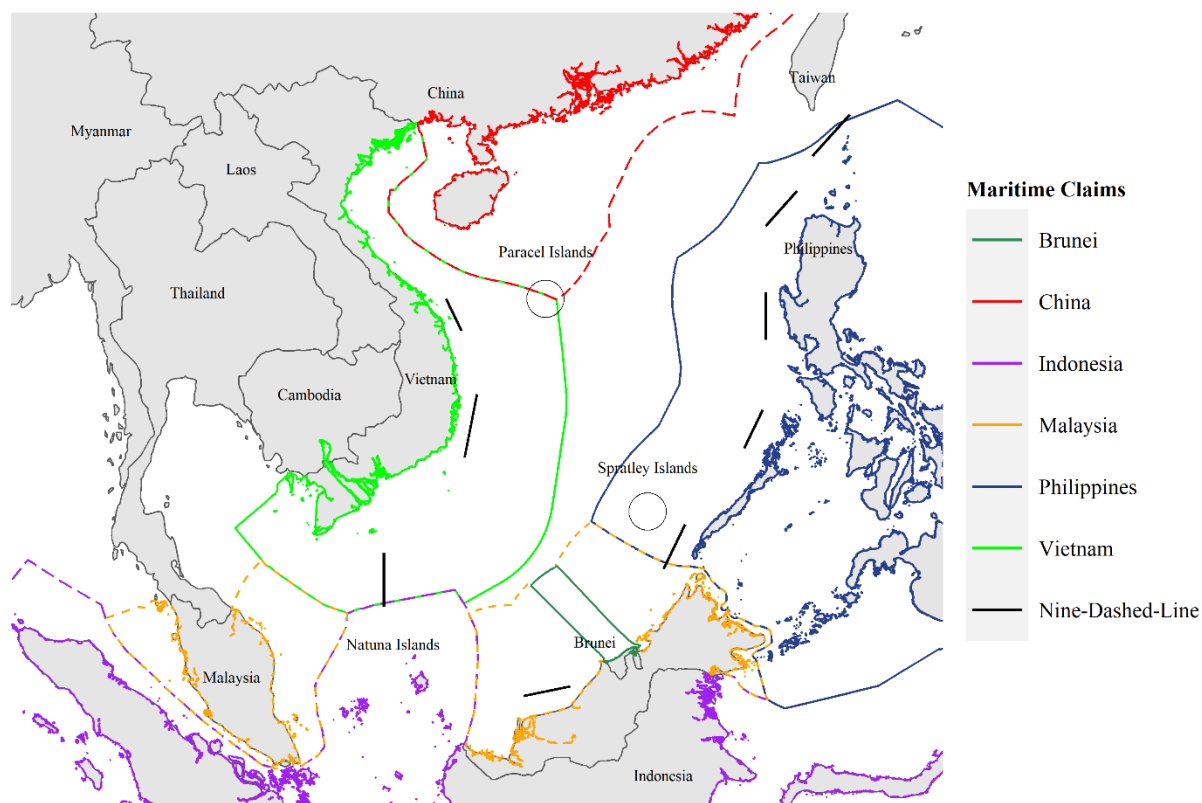 Taiwan
China
Myanmar
Laos
Paracel Islands
Philippines
Thailand
Vietnam
Cambodia
Spratley Islands
Natuna Islands
Brunei
Malaysia
Indonesia
Maritime Claims
Brunei
China
Indonesia
Malaysia
Philippines
Vietnam
Nine-Dashed-Line